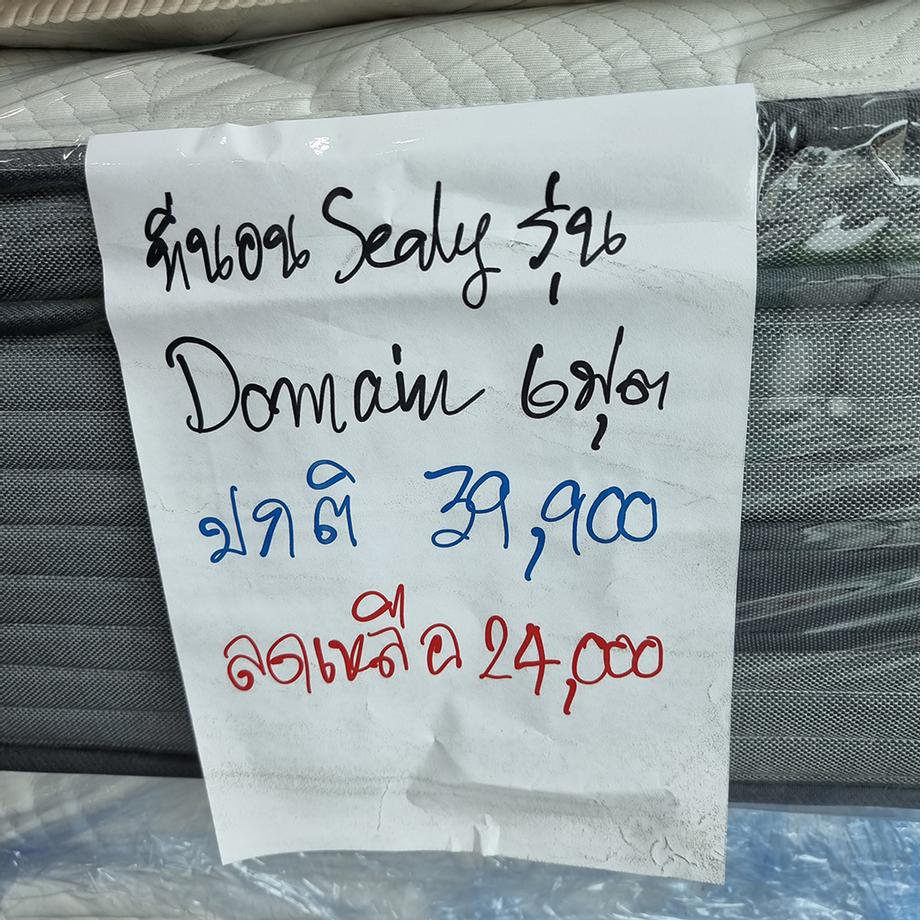 ที่นอน Sealy รุ่น
Domain 6ฟุต
ปกติ 39,900
ลดเหลือ 24,000